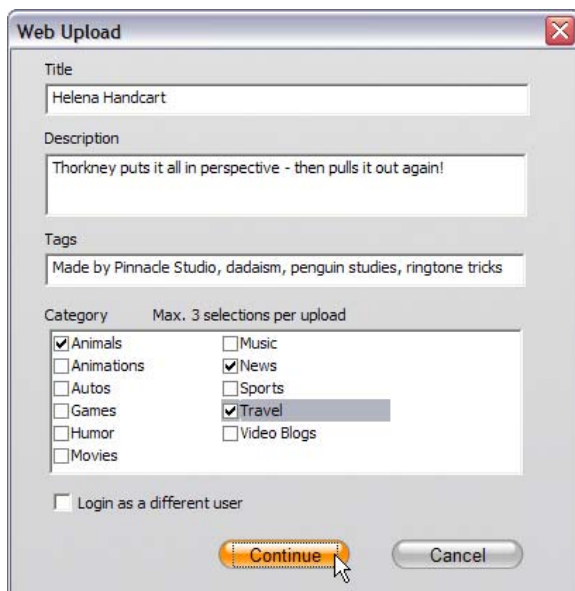 Web Upload
Title
Helena Handcart
Description
Thorkney puts it all in perspective - then pulls it out again!
Tags
Made by Pinnacle Studio, dadaism, penguin studies, ringtone tricks
Category Max. 3 selections per upload
Animals Music
Animations News
Autos Sports
Games Travel
Humor Video Blogs
Movies
Login as a different user
Continue Cancel